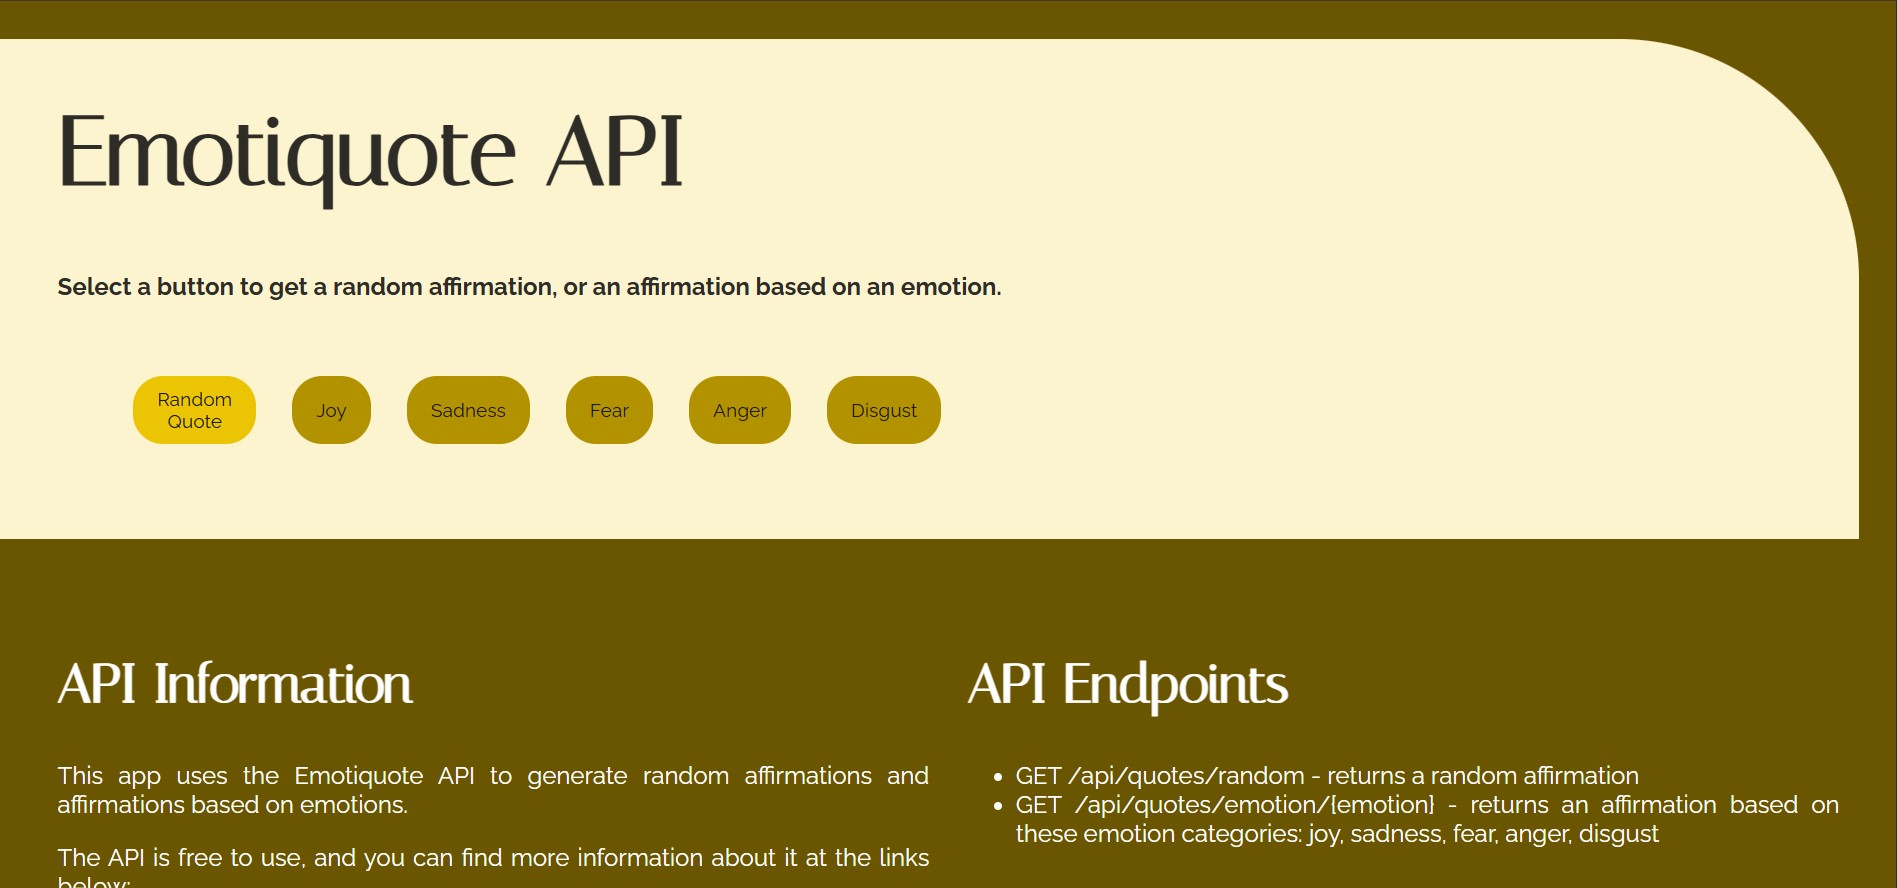 Emotiquote API
Select a button to get a random affirmation, or an affirmation based on an emotion.
Random
Quote
Joy
Sadness
Fear
Anger
Disgust
API Information
This app uses the Emotiquote API to generate random affirmations and
affirmations based on emotions.
The API is free to use, and you can find more information about it at the links
below:
API Endpoints
GET /api/quotes/random - returns a random affirmation
GET /api/quotes/emotion/{emotion} - returns an affirmation based on
these emotion categories: joy, sadness, fear, anger, disgust